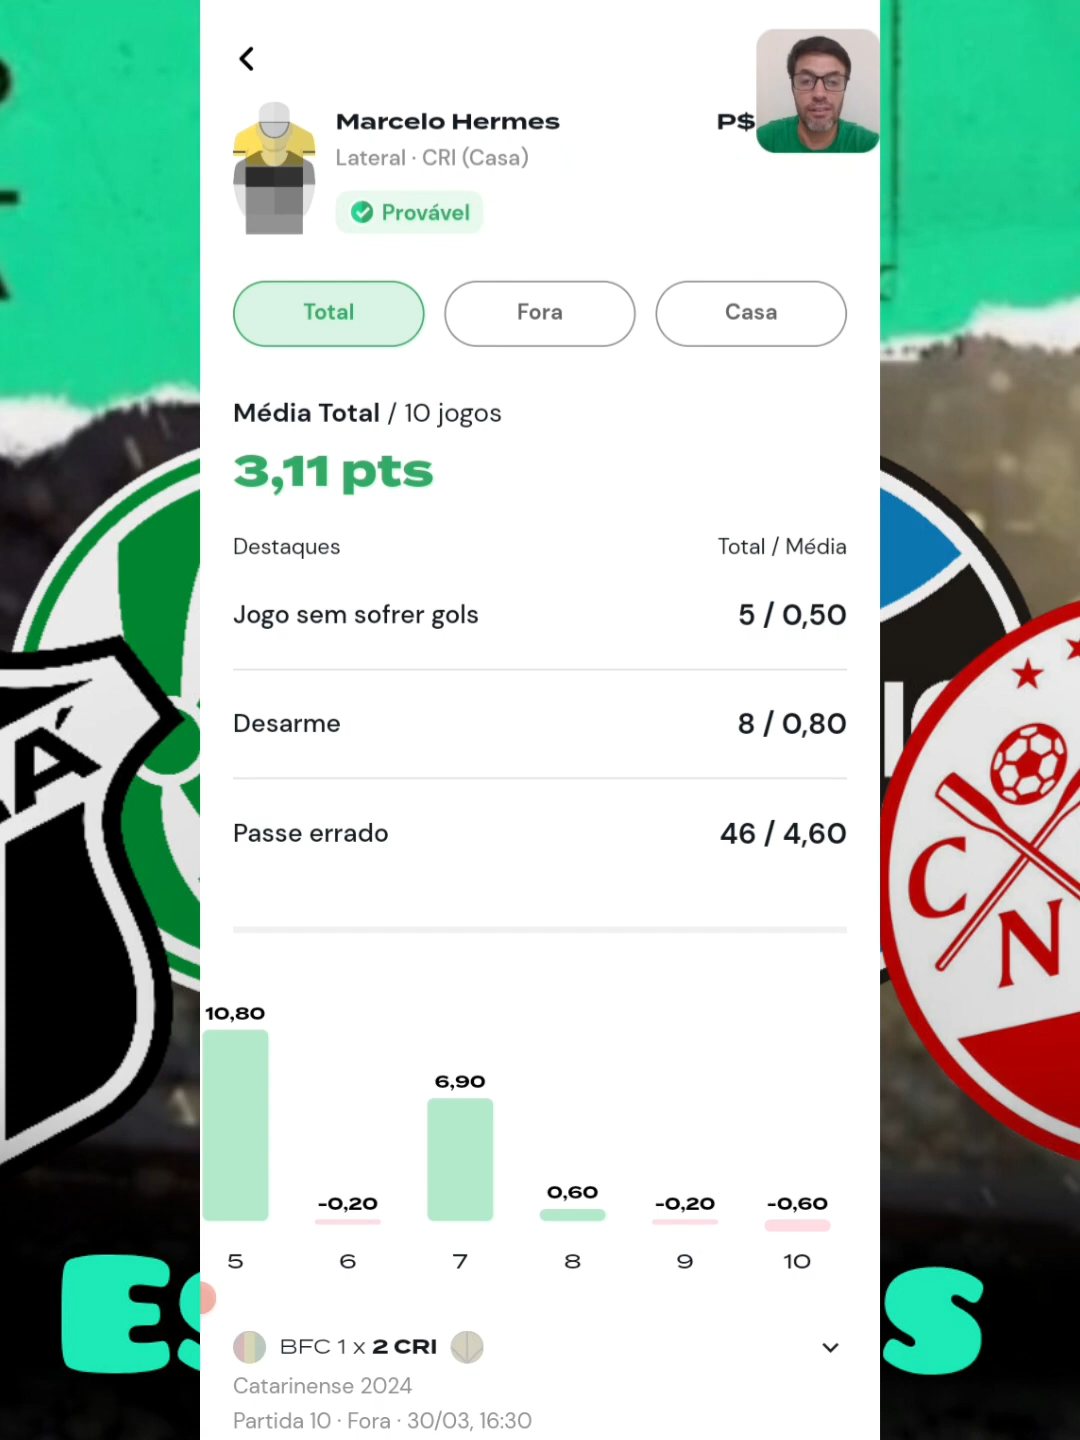 Marcelo Hermes
P$
Lateral · CRI (Casa)
Provável
Total
Fora
Casa
Média Total / 10 jogos
3,11 pts
Destaques
Total / Média
Jogo sem sofrer gols
5 / 0,50
Desarme
8 / 0,80
Passe errado
46 / 4,60
10,80
-0,20
6,90
0,60
-0,20
-0,60
5
6
7
8
9
10
BFC 1 x 2 CRI
Catarinense 2024
Partida 10 · Fora · 30/03, 16:30
C
N